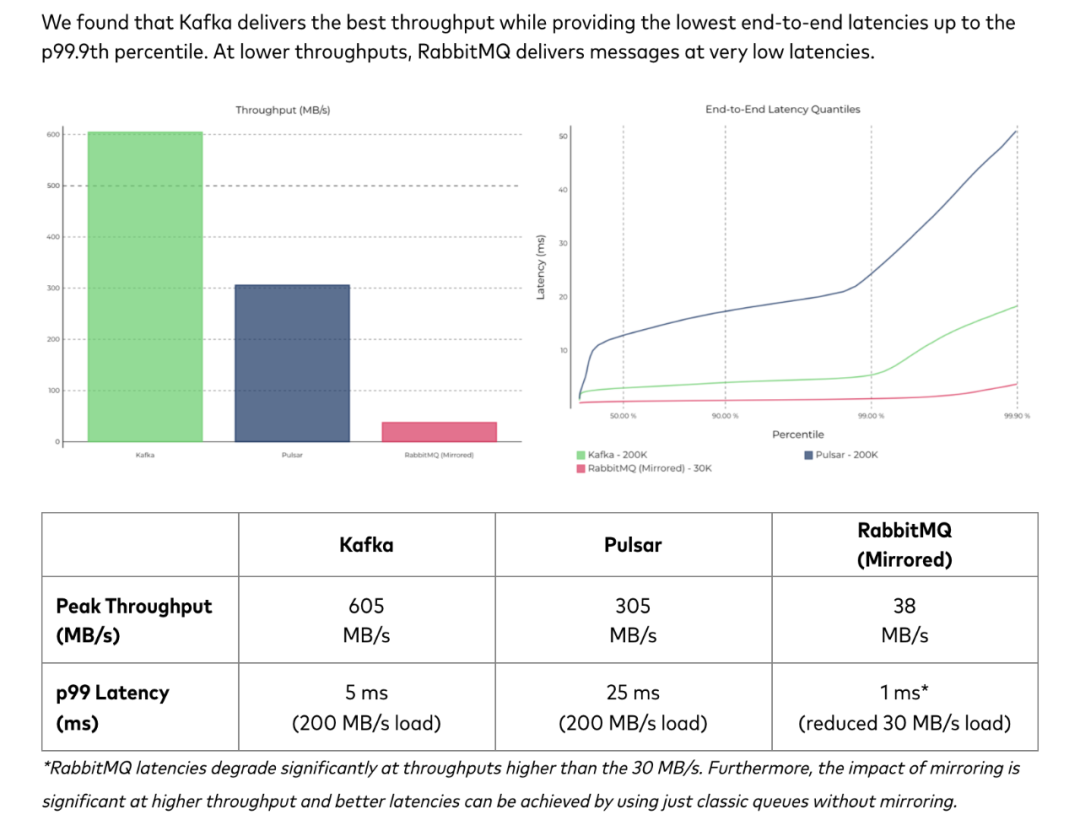 We found that Kafka delivers the best throughput while providing the lowest end-to-end latencies up to the
p99.9th percentile. At lower throughputs, RabbitMQ delivers messages at very low latencies.
Throughput (MB/s)
600
500
400
300
200
100
0
Kafka
Pulsar
RabbitMQ (Mirrored)
End-to-End Latency Quantiles
Latency (ms)
50
40
30
20
10
50.00 %
90.00 %
99.00 %
99.90 %
Percentile
Kafka - 200K
Pulsar - 200K
RabbitMQ (Mirrored) - 30K
Kafka
Pulsar
RabbitMQ
(Mirrored)
Peak Throughput
(MB/s)
605
MB/s
305
MB/s
38
MB/s
p99 Latency
(ms)
5 ms
(200 MB/s load)
25 ms
(200 MB/s load)
1 ms*
(reduced 30 MB/s load)
*RabbitMQ latencies degrade significantly at throughputs higher than the 30 MB/s. Furthermore, the impact of mirroring is
significant at higher throughput and better latencies can be achieved by using just classic queues without mirroring.